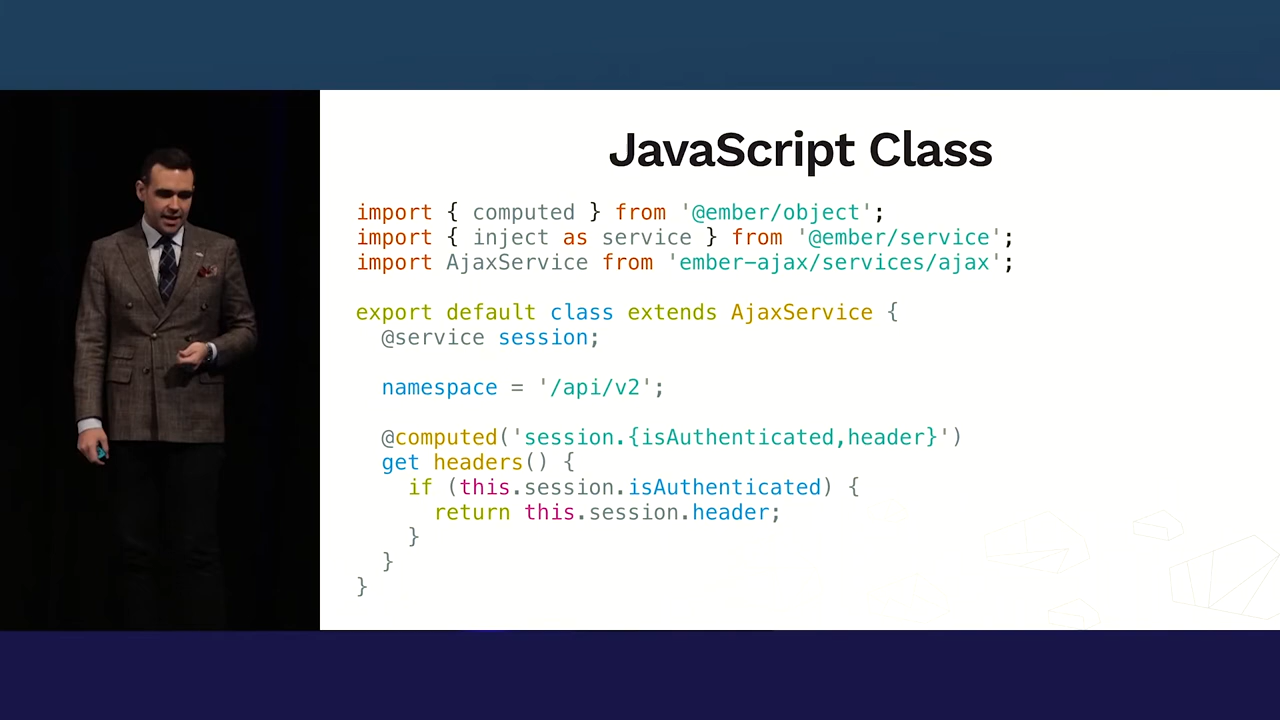 JavaScript Class
import { computed } from '@ember/object';
import { inject as service } from '@ember/service';
import AjaxService from 'ember-ajax/services/ajax';
export default class extends AjaxService {
@service session;
namespace = '/api/v2';
@computed('session.{isAuthenticated,header}')
get headers() {
if (this.session.isAuthenticated) {
return this.session.header;
}
}
}